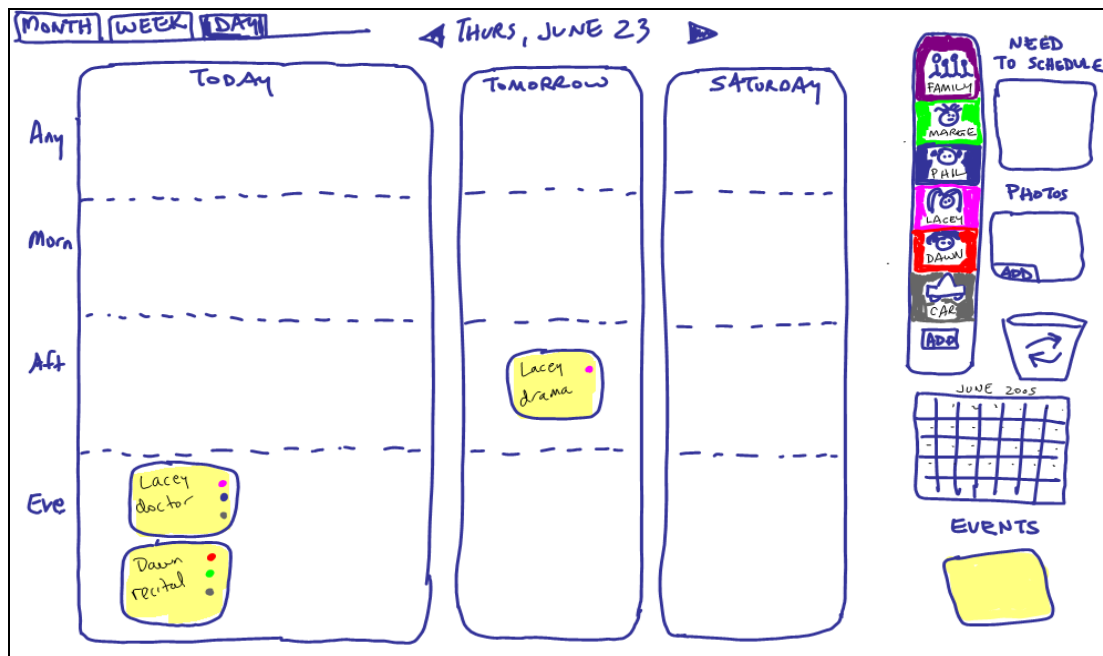 MONTH WEEK DAY
THURS, JUNE 23
TODAY
TOMORROW
SATURDAY
Any
Morn
Aft
Eve
Lacey
drama
Lacey
doctor
Dawn
recital
FAMILY
MARGE
PHIL
LACEY
DAWN
CAR
ADD
NEED
TO SCHEDULE
PHOTOS
ADD
JUNE 2005
EVENTS